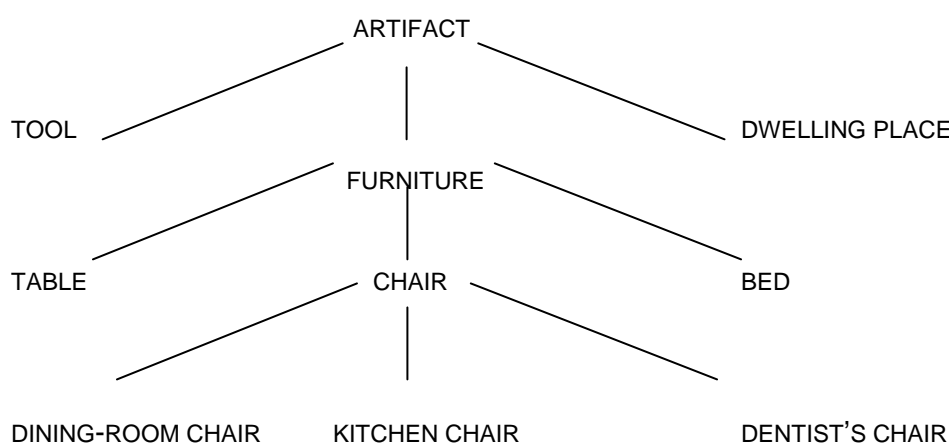 ARTIFACT
TOOL DWELLING PLACE
FURNITURE
TABLE CHAIR BED
DINING-ROOM CHAIR KITCHEN CHAIR DENTIST’S CHAIR